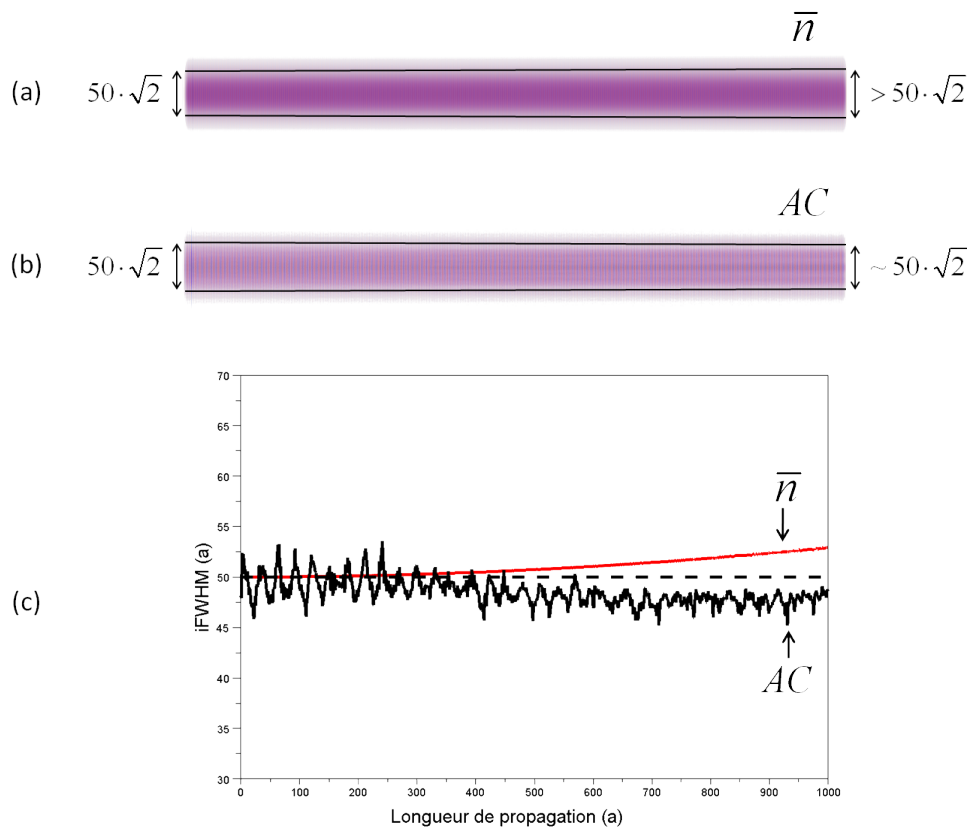 n̅
(a) 50·√2 > 50·√2
AC
(b) 50·√2 ~ 50·√2
(c)
iFWHM (a)
70
65
60
55
50
45
40
35
30
n̅
AC
0 100 200 300 400 500 600 700 800 900 1000
Longueur de propagation (a)